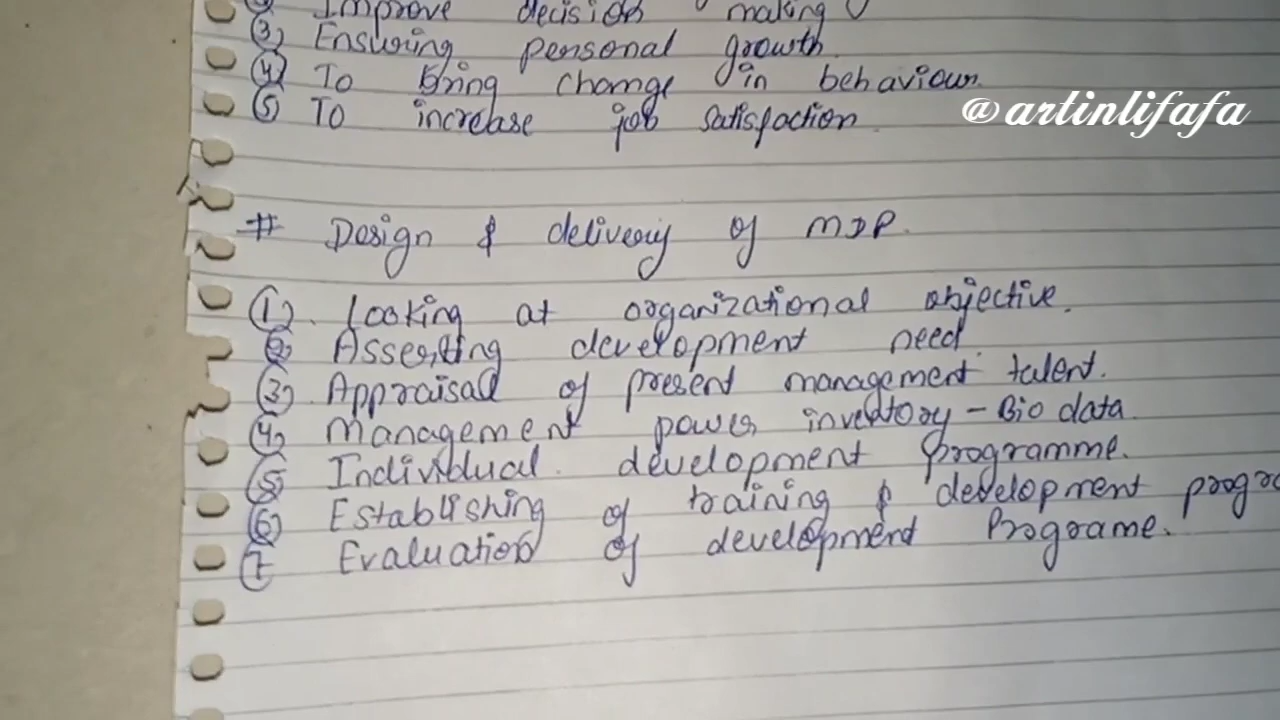 Improve decision making
③ Ensuring personal growth
④ To bring change in behaviour.
⑤ To increase job satisfaction.
@artinlifafa
# Design & delivery of MDP.
①. Looking at organizational objective.
② Assessting development need
③ Appraisal of present management talent.
④ Management power inventory - Bio data
⑤ Individual. development programme.
⑥ Establishing of training & development progra
⑦ Evaluation of development Programe.